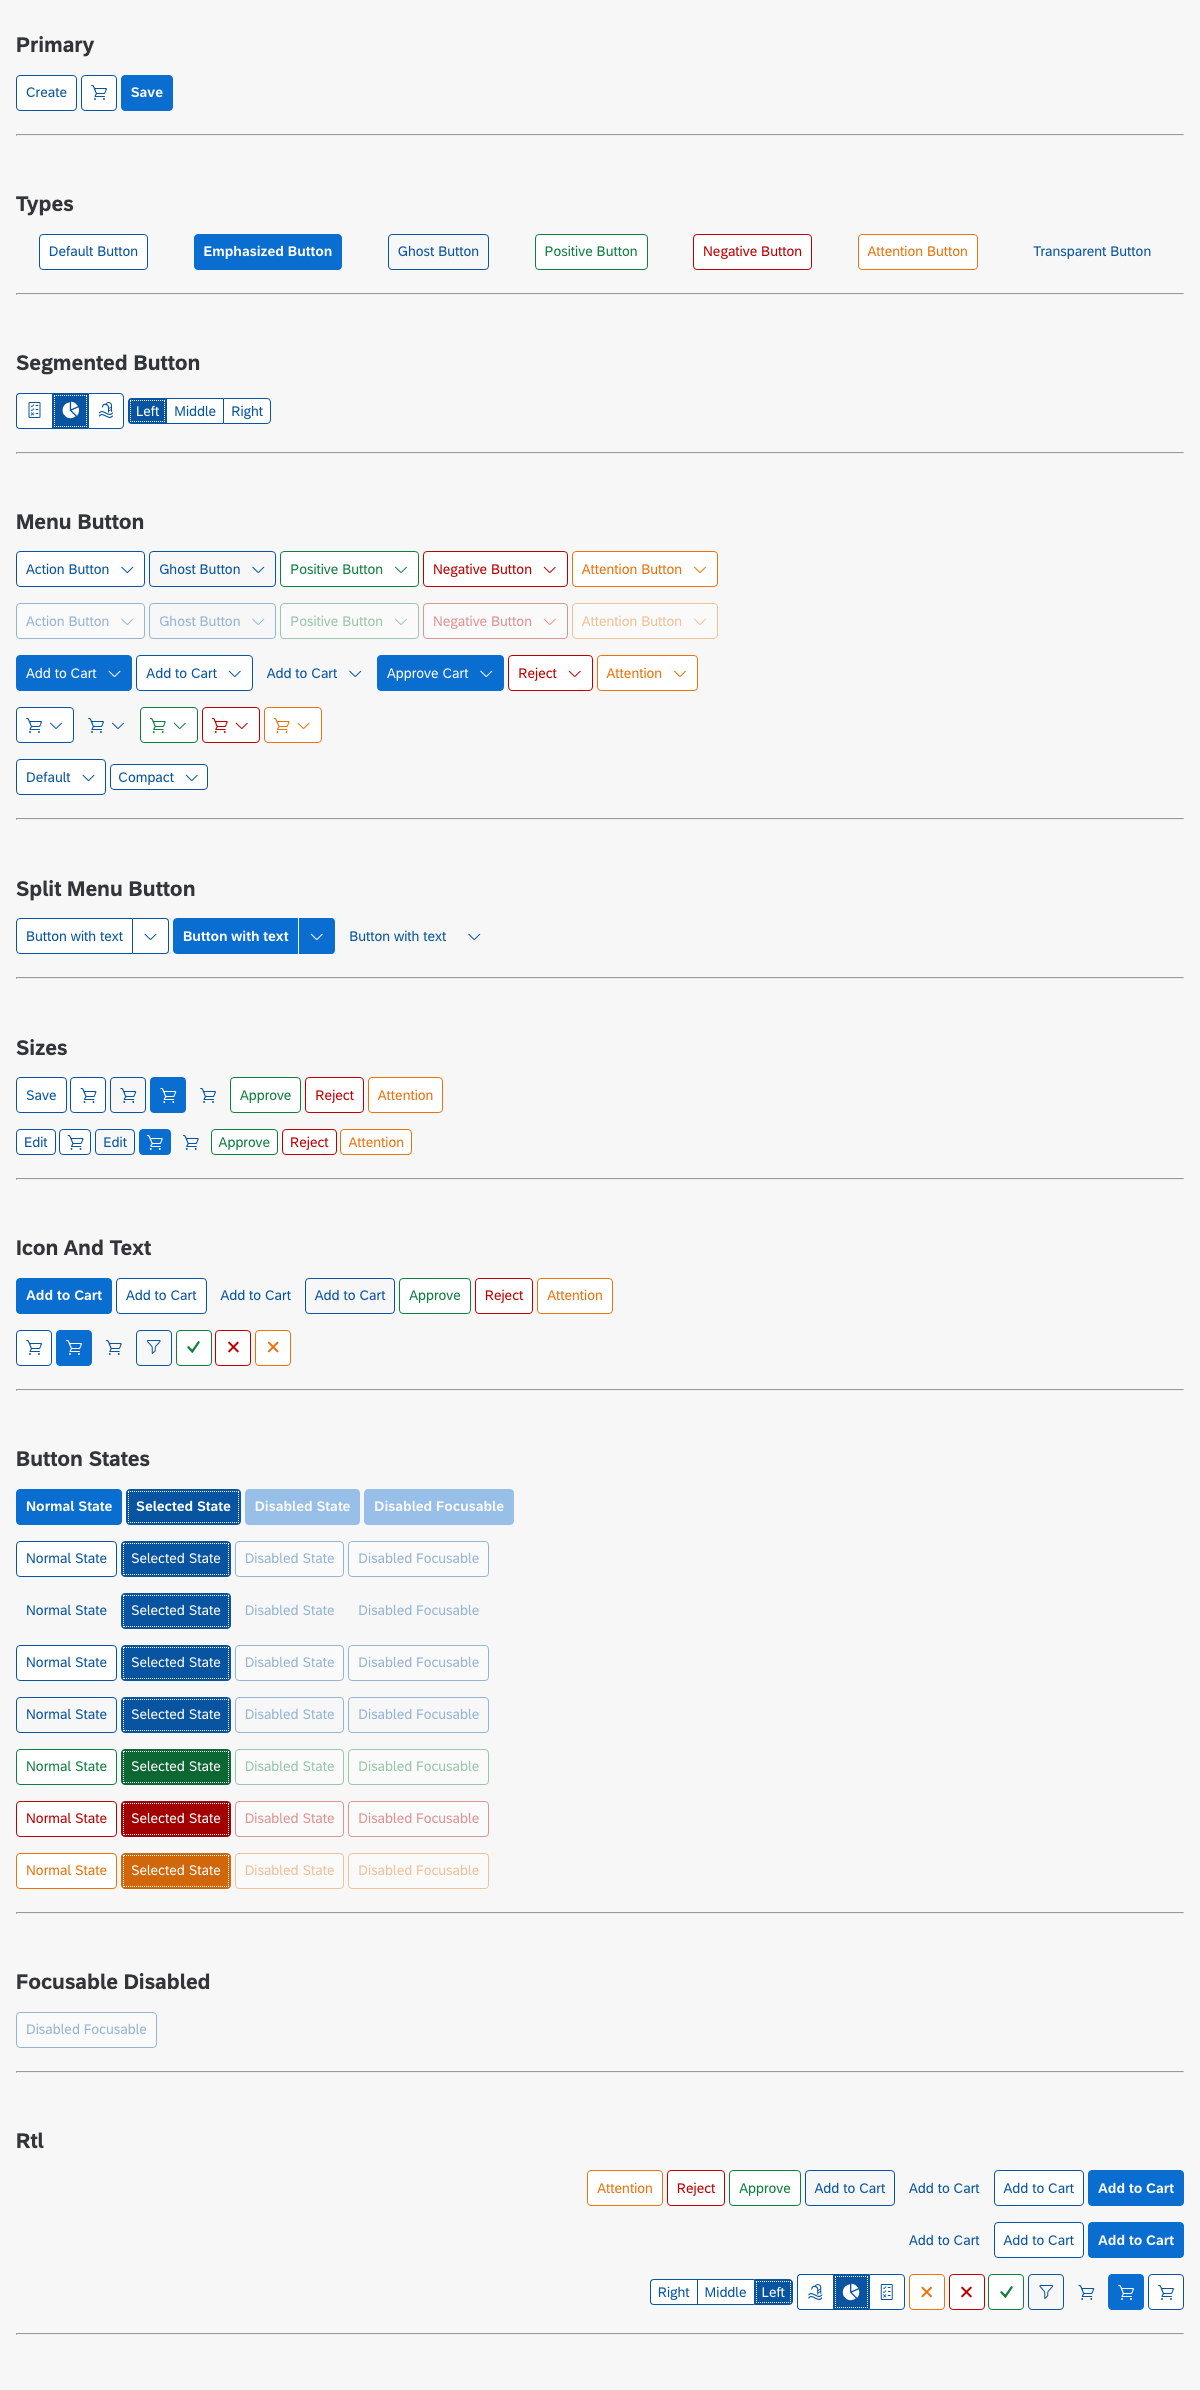 Primary
Create Save
Types
Default Button Emphasized Button Ghost Button Positive Button Negative Button Attention Button Transparent Button
Segmented Button
Left Middle Right
Menu Button
Action Button Ghost Button Positive Button Negative Button Attention Button
Action Button Ghost Button Positive Button Negative Button Attention Button
Add to Cart Add to Cart Add to Cart Approve Cart Reject Attention
Default Compact
Split Menu Button
Button with text Button with text Button with text
Sizes
Save Approve Reject Attention
Edit Edit Approve Reject Attention
Icon And Text
Add to Cart Add to Cart Add to Cart Add to Cart Approve Reject Attention
Button States
Normal State Selected State Disabled State Disabled Focusable
Normal State Selected State Disabled State Disabled Focusable
Normal State Selected State Disabled State Disabled Focusable
Normal State Selected State Disabled State Disabled Focusable
Normal State Selected State Disabled State Disabled Focusable
Normal State Selected State Disabled State Disabled Focusable
Normal State Selected State Disabled State Disabled Focusable
Normal State Selected State Disabled State Disabled Focusable
Focusable Disabled
Disabled Focusable
Rtl
Attention Reject Approve Add to Cart Add to Cart Add to Cart Add to Cart
Add to Cart Add to Cart Add to Cart
Right Middle Left